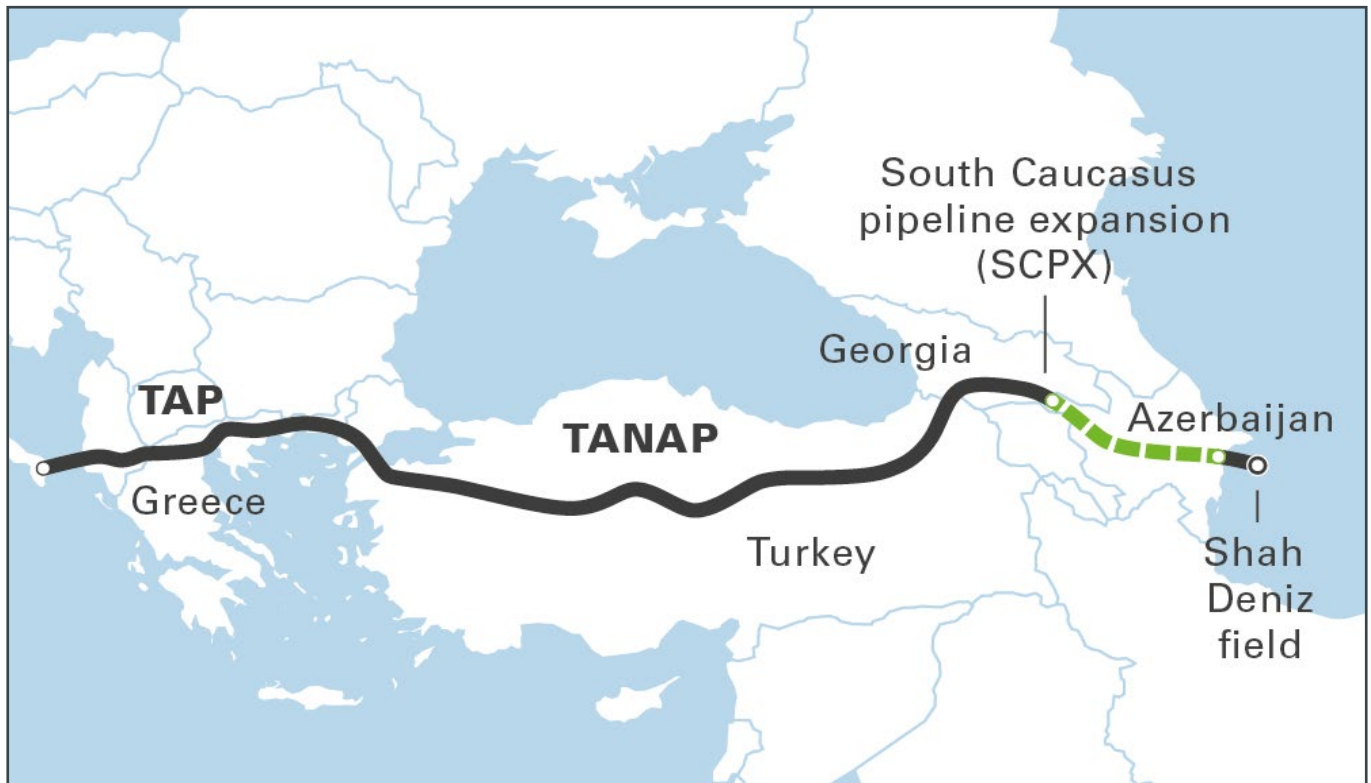 South Caucasus
pipeline expansion
(SCPX)
Georgia
TAP
Azerbaijan
TANAP
Greece
Turkey
Shah
Deniz
field